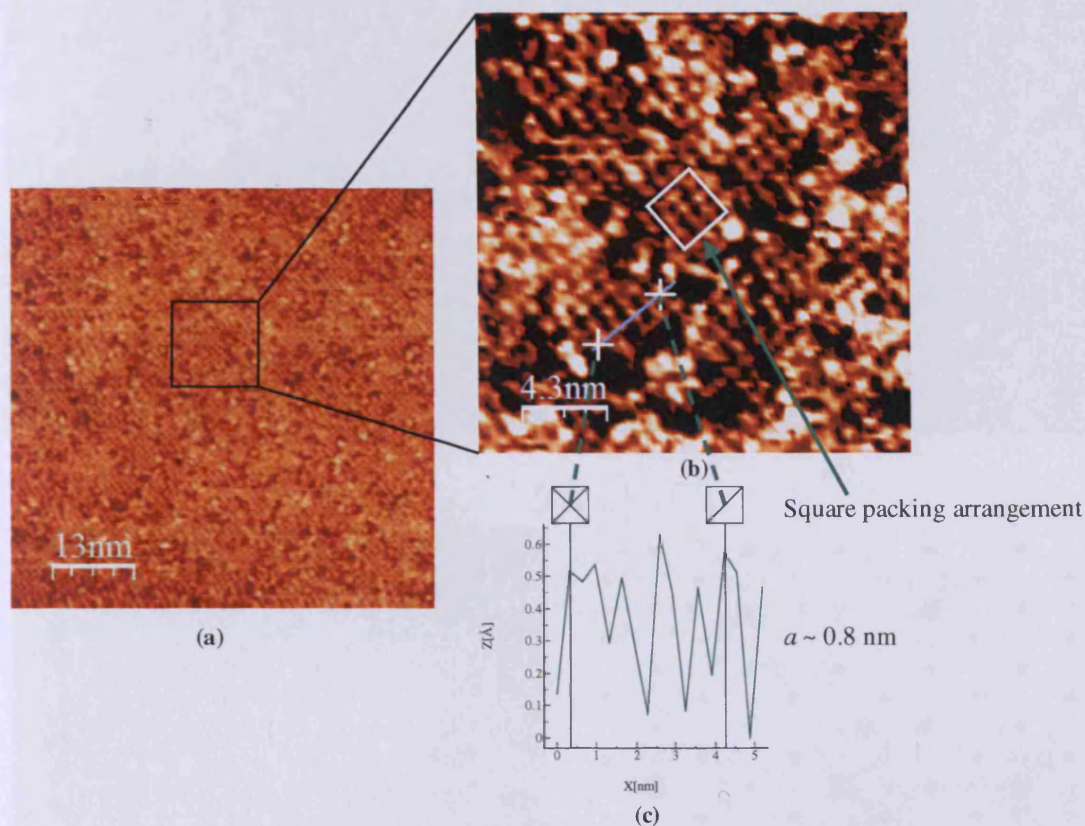 4.3nm
(b)
Square packing arrangement
13nm
(a)
0.6
0.5
0.4
0.3
0.2
0.1
0
Z[Å]
a ~ 0.8 nm
0 1 2 3 4 5
X[nm]
(c)